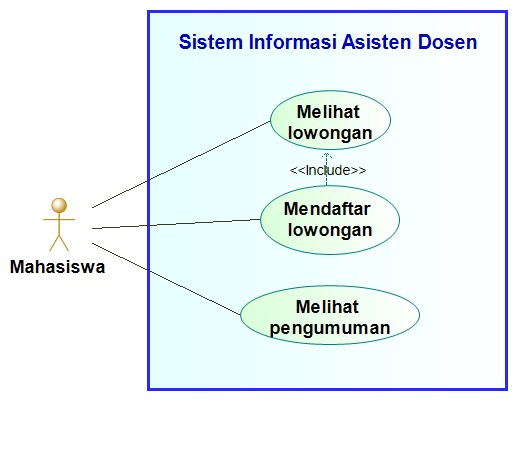 Sistem Informasi Asisten Dosen
Melihat
lowongan
<<Include>>
Mendaftar
lowongan
Mahasiswa
Melihat
pengumuman